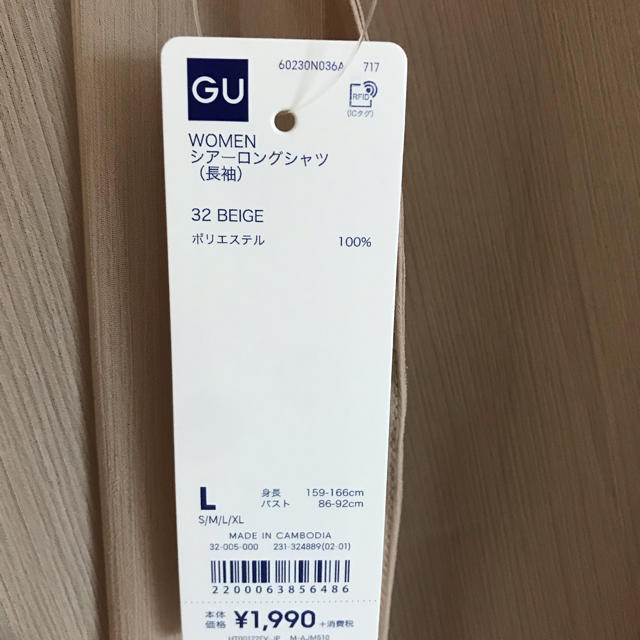 60230N036A 717
GU
RFID
(ICタグ)
WOMEN
シアーロングシャツ
（長袖）
32 BEIGE
ポリエステル 100%
L 身長 159-166cm
バスト 86-92cm
S/M/L/XL
MADE IN CAMBODIA
32-005-000 231-324889(02-01)
2200063856486
本体
価格 ¥1,990 +消費税